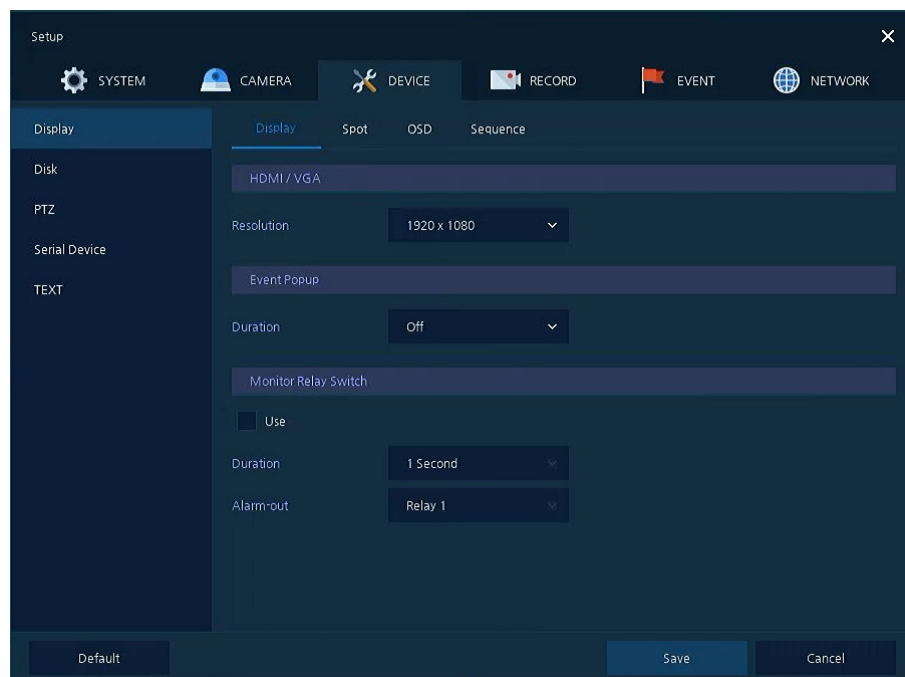 Setup
SYSTEM CAMERA DEVICE RECORD EVENT NETWORK
Display
Disk
PTZ
Serial Device
TEXT
Display Spot OSD Sequence
HDMI / VGA
Resolution 1920 x 1080
Event Popup
Duration Off
Monitor Relay Switch
Use
Duration 1 Second
Alarm-out Relay 1
Default Save Cancel